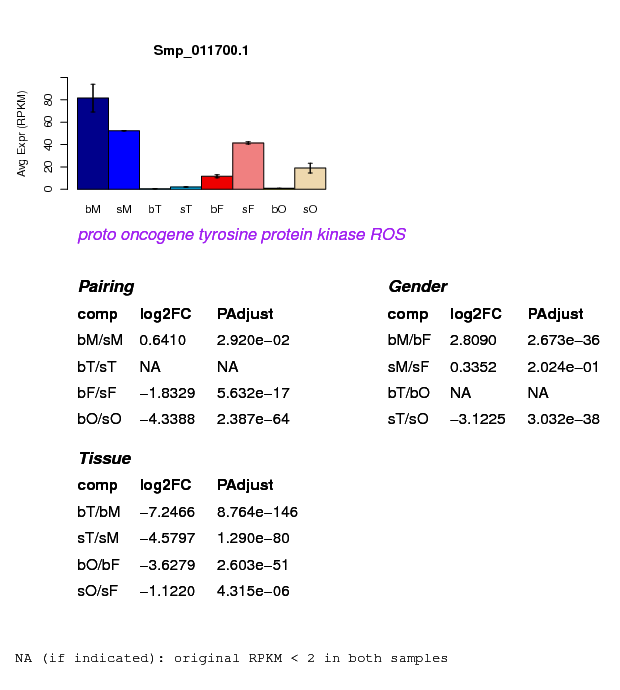 Smp_011700.1
Avg Expr (RPKM)
80
60
40
20
0
bM sM bT sT bF sF bO sO
proto oncogene tyrosine protein kinase ROS
Pairing
comp log2FC PAdjust
bM/sM 0.6410 2.920e−02
bT/sT NA NA
bF/sF −1.8329 5.632e−17
bO/sO −4.3388 2.387e−64
Gender
comp log2FC PAdjust
bM/bF 2.8090 2.673e−36
sM/sF 0.3352 2.024e−01
bT/bO NA NA
sT/sO −3.1225 3.032e−38
Tissue
comp log2FC PAdjust
bT/bM −7.2466 8.764e−146
sT/sM −4.5797 1.290e−80
bO/bF −3.6279 2.603e−51
sO/sF −1.1220 4.315e−06
NA (if indicated): original RPKM < 2 in both samples